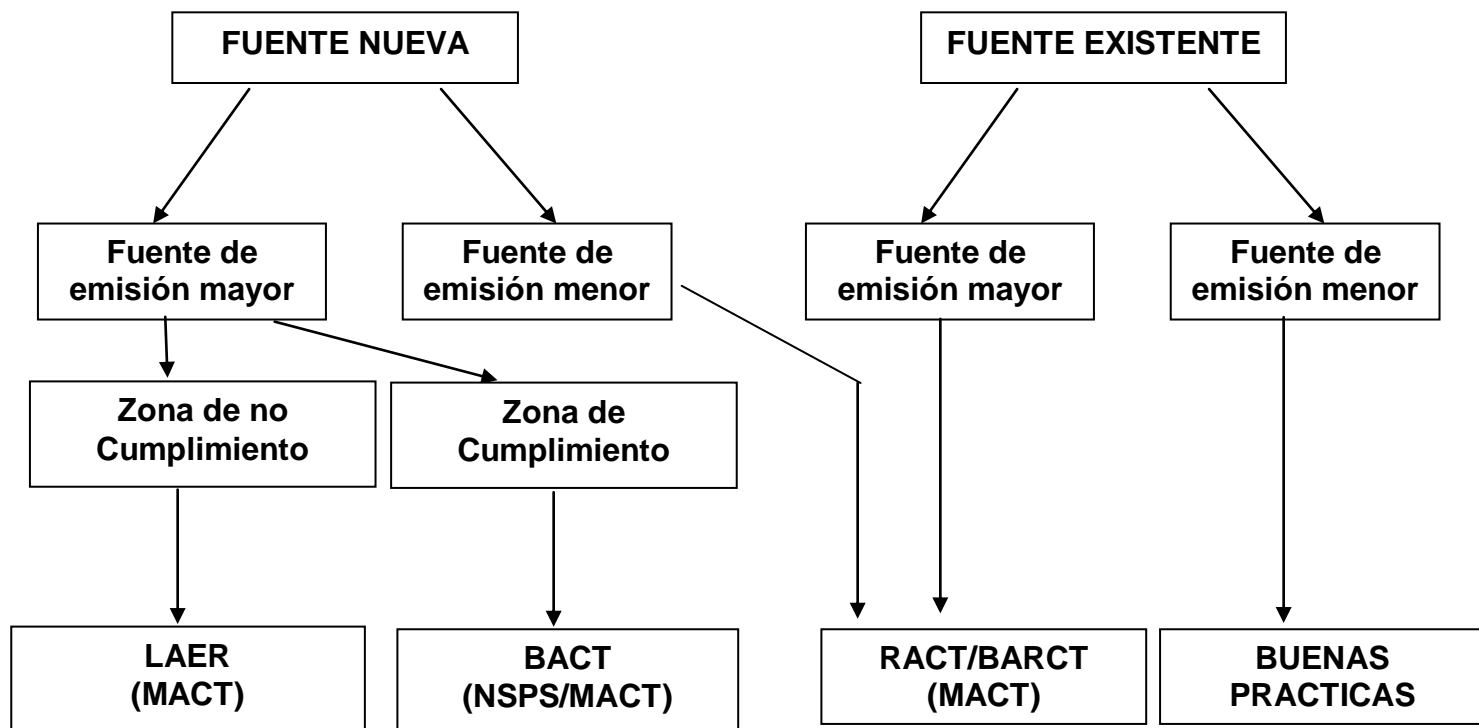 FUENTE NUEVA
FUENTE EXISTENTE
Fuente de
emisión mayor
Fuente de
emisión menor
Fuente de
emisión mayor
Fuente de
emisión menor
Zona de no
Cumplimiento
Zona de
Cumplimiento
LAER
(MACT)
BACT
(NSPS/MACT)
RACT/BARCT
(MACT)
BUENAS
PRACTICAS